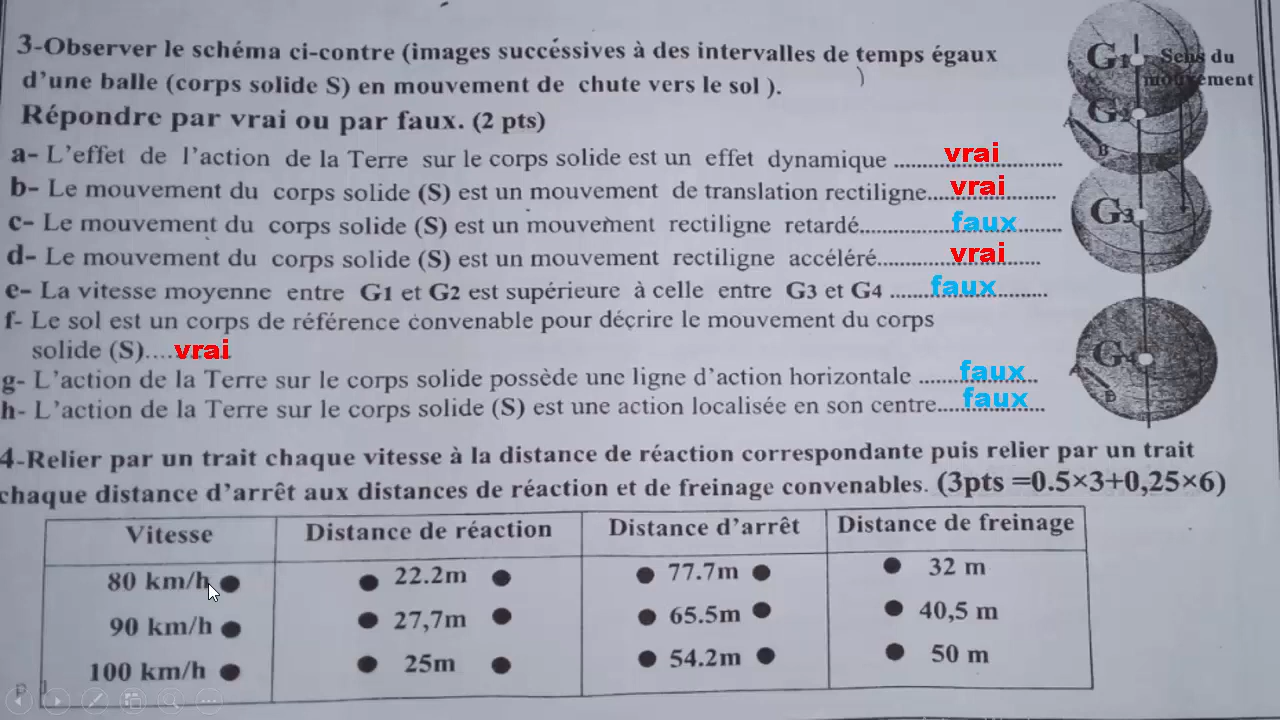 3-Observer le schéma ci-contre (images succéssives à des intervalles de temps égaux
d'une balle (corps solide S) en mouvement de chute vers le sol ).
Répondre par vrai ou par faux. (2 pts)
a- L'effet de l'action de la Terre sur le corps solide est un effet dynamique .......................... vrai
b- Le mouvement du corps solide (S) est un mouvement de translation rectiligne.................... vrai
c- Le mouvement du corps solide (S) est un mouvement rectiligne retardé............................ faux
d- Le mouvement du corps solide (S) est un mouvement rectiligne accéléré......................... vrai
e- La vitesse moyenne entre G1 et G2 est supérieure à celle entre G3 et G4 ......................... faux
f- Le sol est un corps de référence convenable pour décrire le mouvement du corps
solide (S)....vrai
g- L'action de la Terre sur le corps solide possède une ligne d'action horizontale .................. faux
h- L'action de la Terre sur le corps solide (S) est une action localisée en son centre................. faux
G1 Sens du
mouvement
G2
A B
G3
G4
A B
4-Relier par un trait chaque vitesse à la distance de réaction correspondante puis relier par un trait
chaque distance d'arrêt aux distances de réaction et de freinage convenables. (3pts =0.5×3+0,25×6)
Vitesse Distance de réaction Distance d'arrêt Distance de freinage
80 km/h 22.2m 77.7m 32 m
90 km/h 27,7m 65.5m 40,5 m
100 km/h 25m 54.2m 50 m